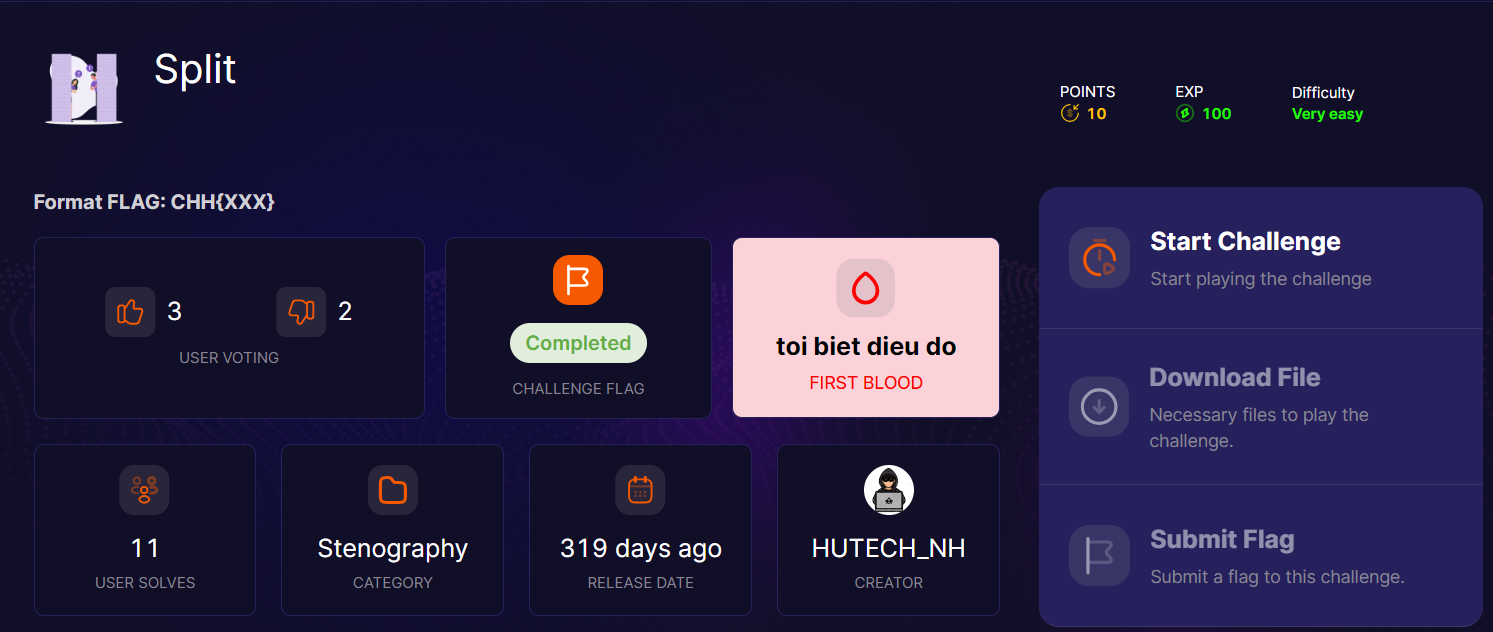 Split
POINTS
10
EXP
100
Difficulty
Very easy
Format FLAG: CHH{XXX}
3
2
USER VOTING
Completed
CHALLENGE FLAG
toi biet dieu do
FIRST BLOOD
11
USER SOLVES
Stenography
CATEGORY
319 days ago
RELEASE DATE
HUTECH_NH
CREATOR
Start Challenge
Start playing the challenge
Download File
Necessary files to play the
challenge.
Submit Flag
Submit a flag to this challenge.